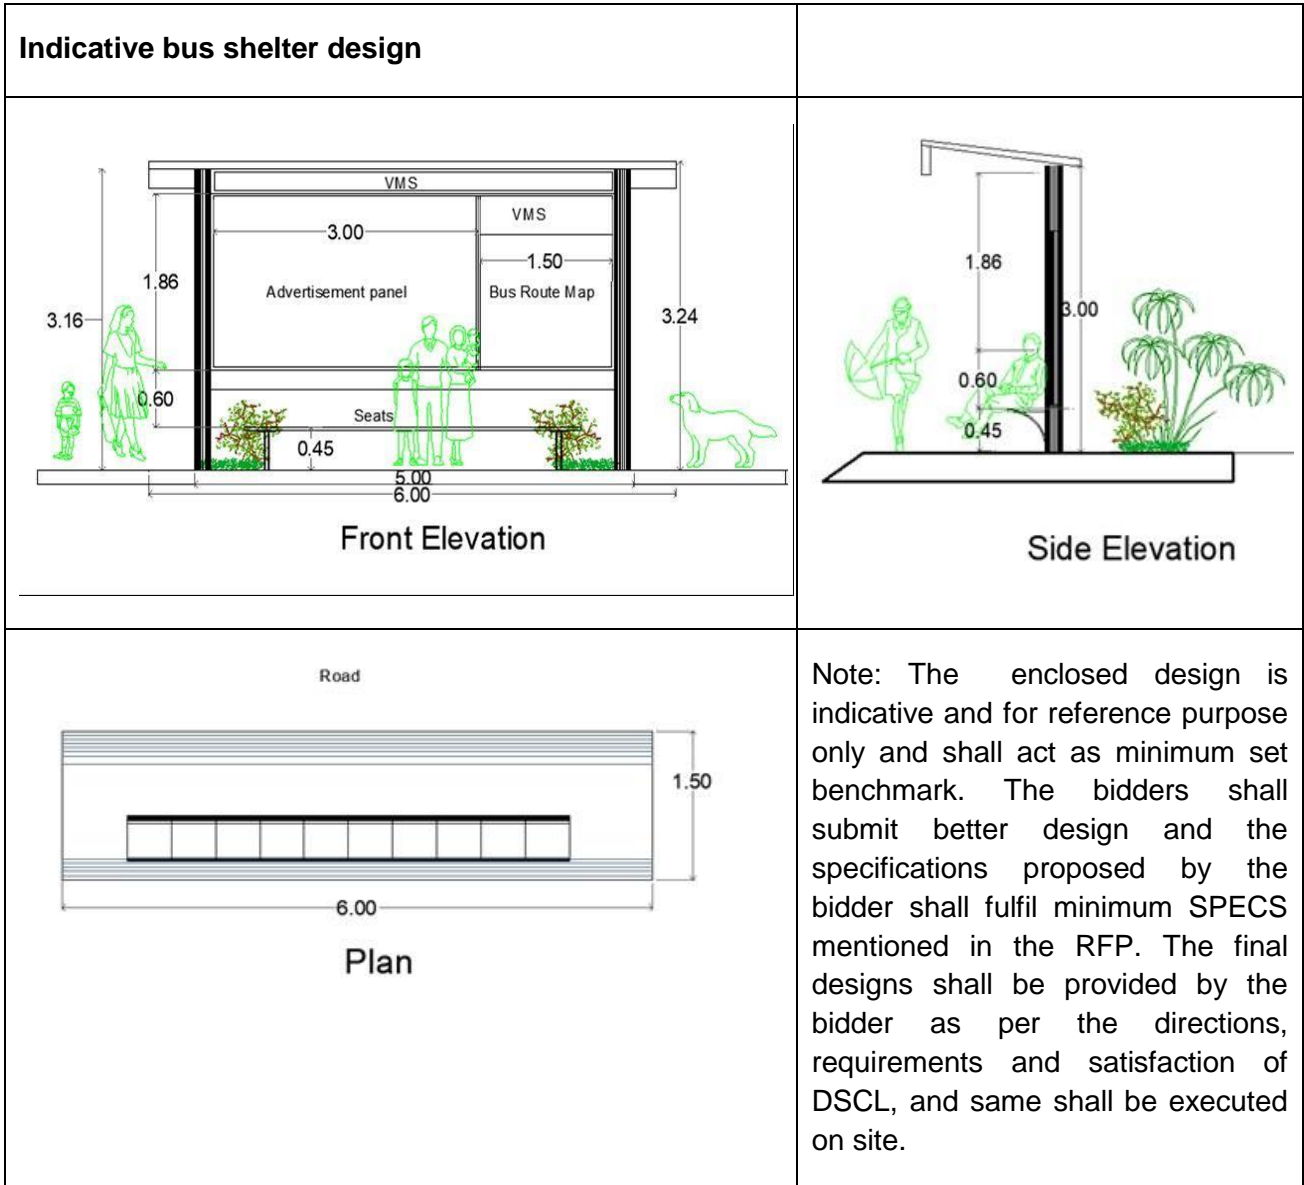 Indicative bus shelter design
VMS
VMS
3.00
1.50
1.86
Advertisement panel
Bus Route Map
3.16
3.24
0.60
Seats
0.45
5.00
6.00
Front Elevation
1.86
3.00
0.60
0.45
Side Elevation
Road
1.50
6.00
Plan
Note: The enclosed design is
indicative and for reference purpose
only and shall act as minimum set
benchmark. The bidders shall
submit better design and the
specifications proposed by the
bidder shall fulfil minimum SPECS
mentioned in the RFP. The final
designs shall be provided by the
bidder as per the directions,
requirements and satisfaction of
DSCL, and same shall be executed
on site.